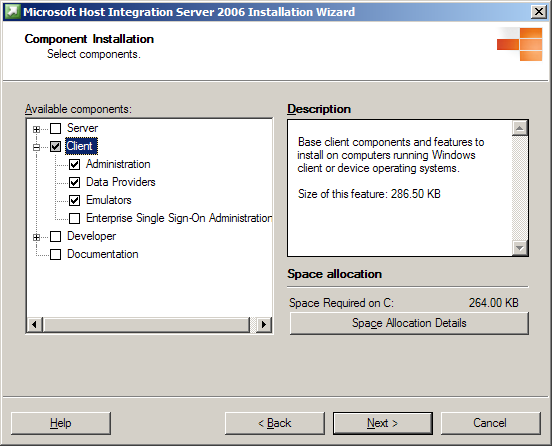 Microsoft Host Integration Server 2006 Installation Wizard
Component Installation
Select components.
Available components:
Server
Client
Administration
Data Providers
Emulators
Enterprise Single Sign-On Administration
Developer
Documentation
Description
Base client components and features to
install on computers running Windows
client or device operating systems.
Size of this feature: 286.50 KB
Space allocation
Space Required on C: 264.00 KB
Space Allocation Details
Help
< Back
Next >
Cancel